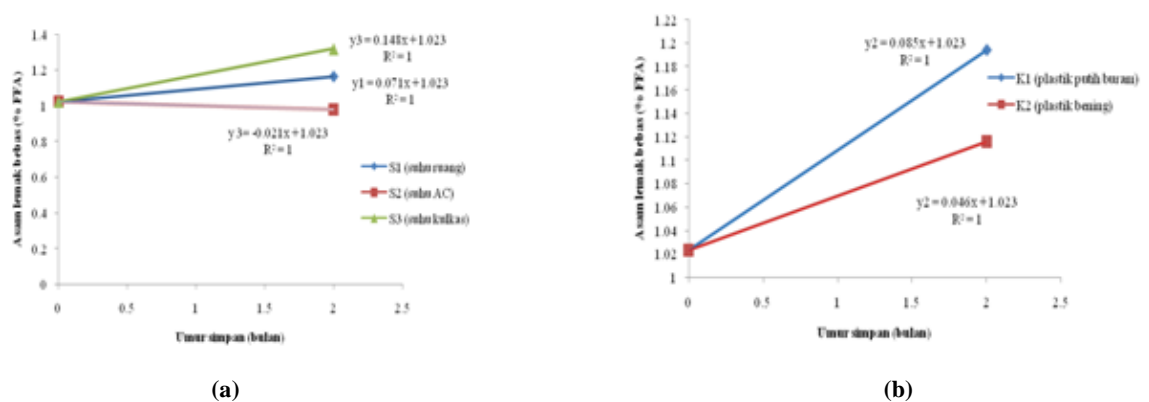 1.4
1.2
1
0.8
0.6
0.4
0.2
0
Asam lemak bebas (% FFA)
y3 = 0.148x + 1.023
R² = 1
y1 = 0.071x + 1.023
R² = 1
y3 = -0.021x + 1.023
R² = 1
S1 (suhu ruang)
S2 (suhu AC)
S3 (suhu kulkas)
0 0.5 1 1.5 2 2.5
Umur simpan (bulan)
(a)
1.22
1.2
1.18
1.16
1.14
1.12
1.1
1.08
1.06
1.04
1.02
1
Asam lemak bebas (% FFA)
y2 = 0.085x + 1.023
R² = 1
K1 (plastik putih buram)
K2 (plastik bening)
y2 = 0.046x + 1.023
R² = 1
0 0.5 1 1.5 2 2.5
Umur simpan (bulan)
(b)